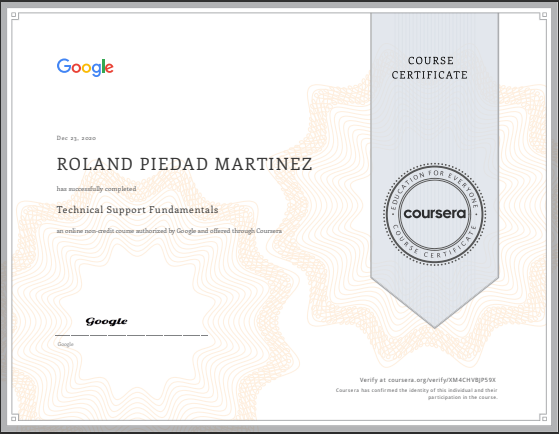 Google
COURSE
CERTIFICATE
Dec 23, 2020
ROLAND PIEDAD MARTINEZ
has successfully completed
Technical Support Fundamentals
an online non-credit course authorized by Google and offered through Coursera
EDUCATION FOR EVERYONE
coursera
COURSE CERTIFICATE
Google
Google
Verify at coursera.org/verify/XM4CHVBJP59X
Coursera has confirmed the identity of this individual and their
participation in the course.